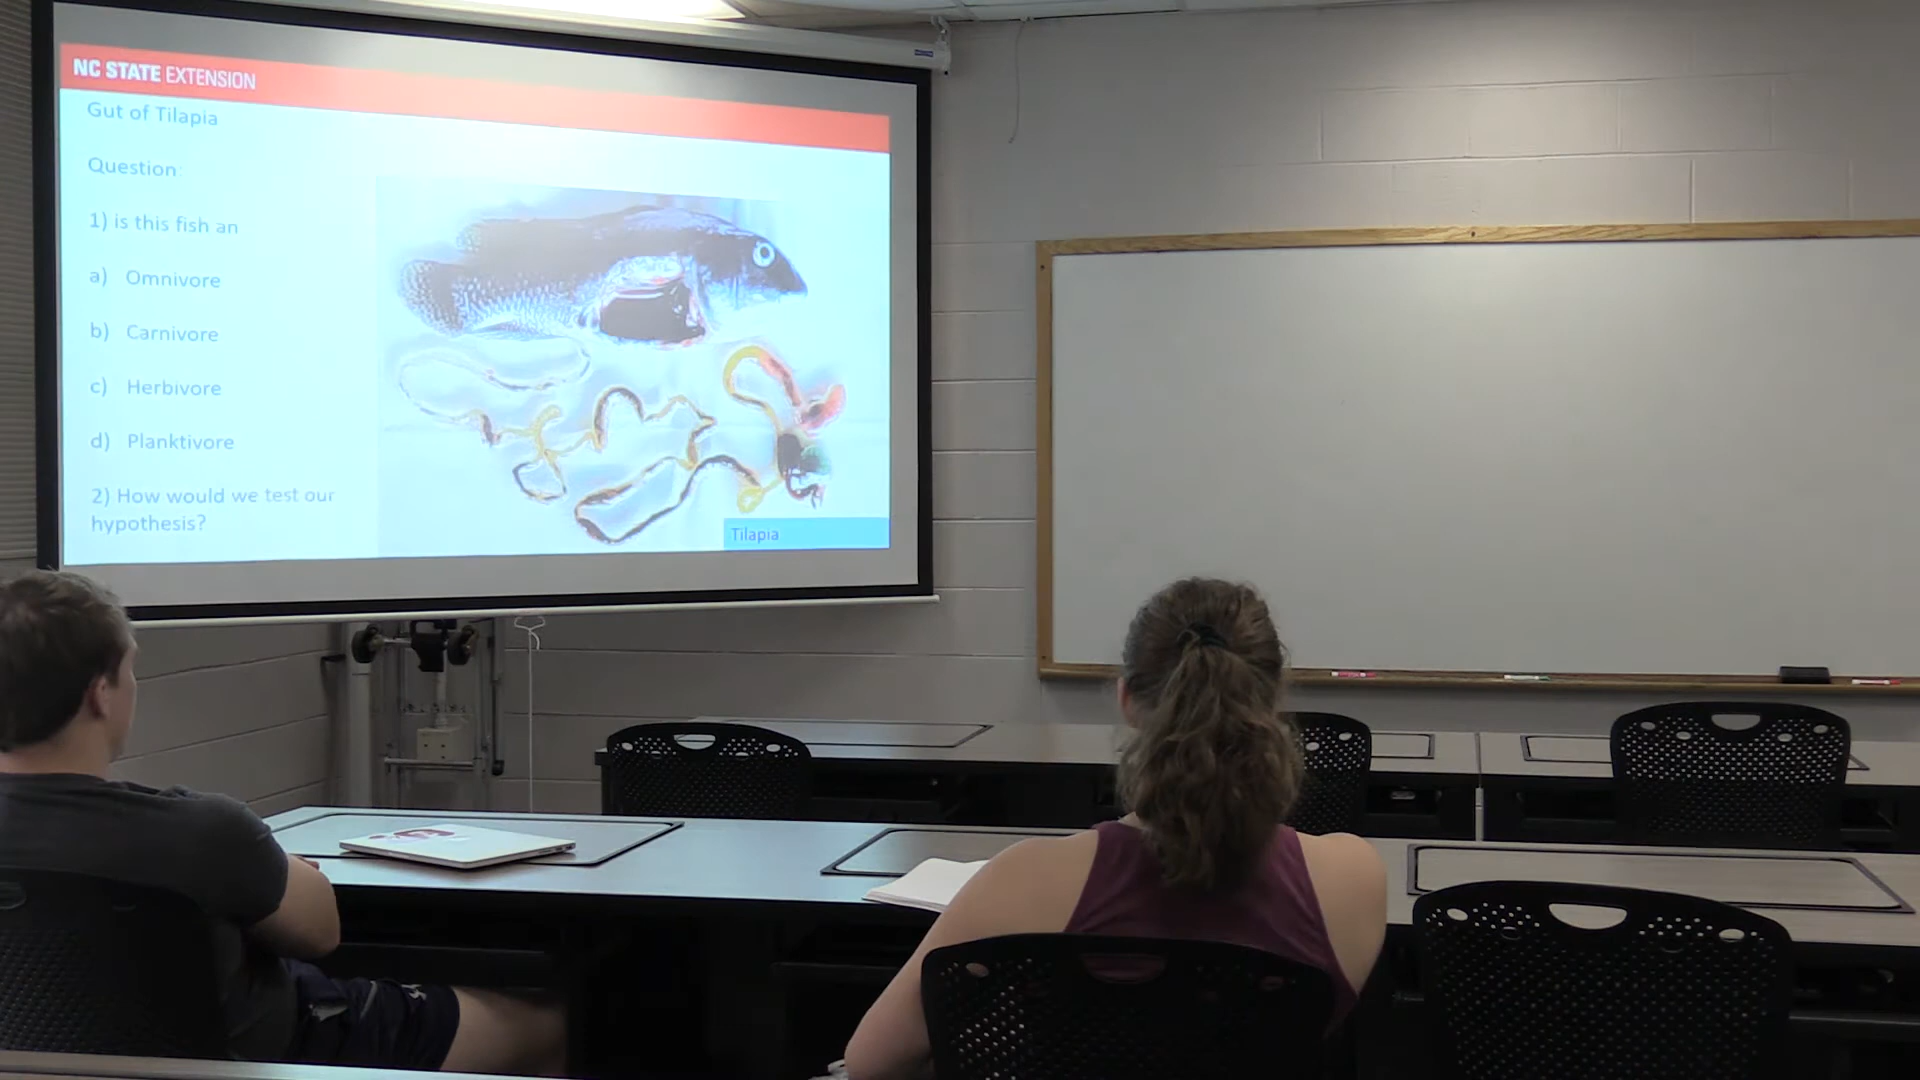 NC STATE EXTENSION
Gut of Tilapia
Question:
1) is this fish an
a) Omnivore
b) Carnivore
c) Herbivore
d) Planktivore
2) How would we test our
hypothesis?
Tilapia